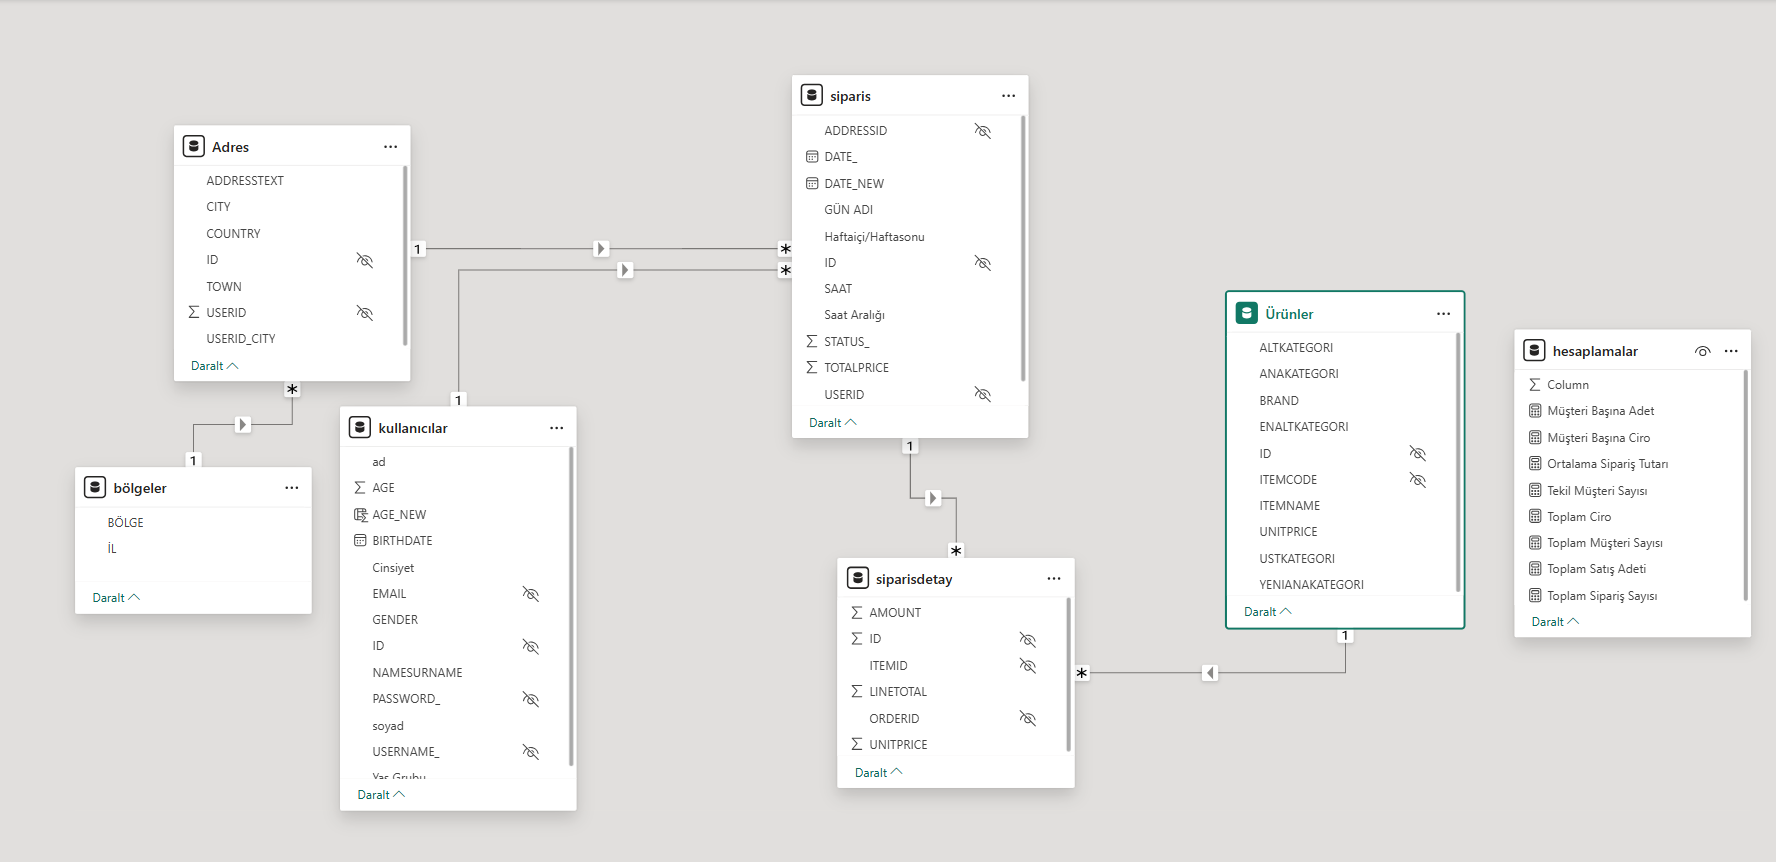 siparis
ADDRESSID
DATE_
DATE_NEW
GÜN ADI
Haftaiçi/Haftasonu
ID
SAAT
Saat Aralığı
STATUS_
TOTALPRICE
USERID
Daralt
1
*
*
1
Adres
ADDRESSTEXT
CITY
COUNTRY
ID
TOWN
USERID
USERID_CITY
Daralt
*
1
bölgeler
BÖLGE
İL
Daralt
1
kullanıcılar
ad
AGE
AGE_NEW
BIRTHDATE
Cinsiyet
EMAIL
GENDER
ID
NAMESURNAME
PASSWORD_
soyad
USERNAME_
Yaş Grubu
Daralt
*
siparisdetay
AMOUNT
ID
ITEMID
LINETOTAL
ORDERID
UNITPRICE
Daralt
*
1
Ürünler
ALTKATEGORI
ANAKATEGORI
BRAND
ENALTKATEGORI
ID
ITEMCODE
ITEMNAME
UNITPRICE
USTKATEGORI
YENIANAKATEGORI
Daralt
hesaplamalar
Column
Müşteri Başına Adet
Müşteri Başına Ciro
Ortalama Sipariş Tutarı
Tekil Müşteri Sayısı
Toplam Ciro
Toplam Müşteri Sayısı
Toplam Satış Adeti
Toplam Sipariş Sayısı
Daralt